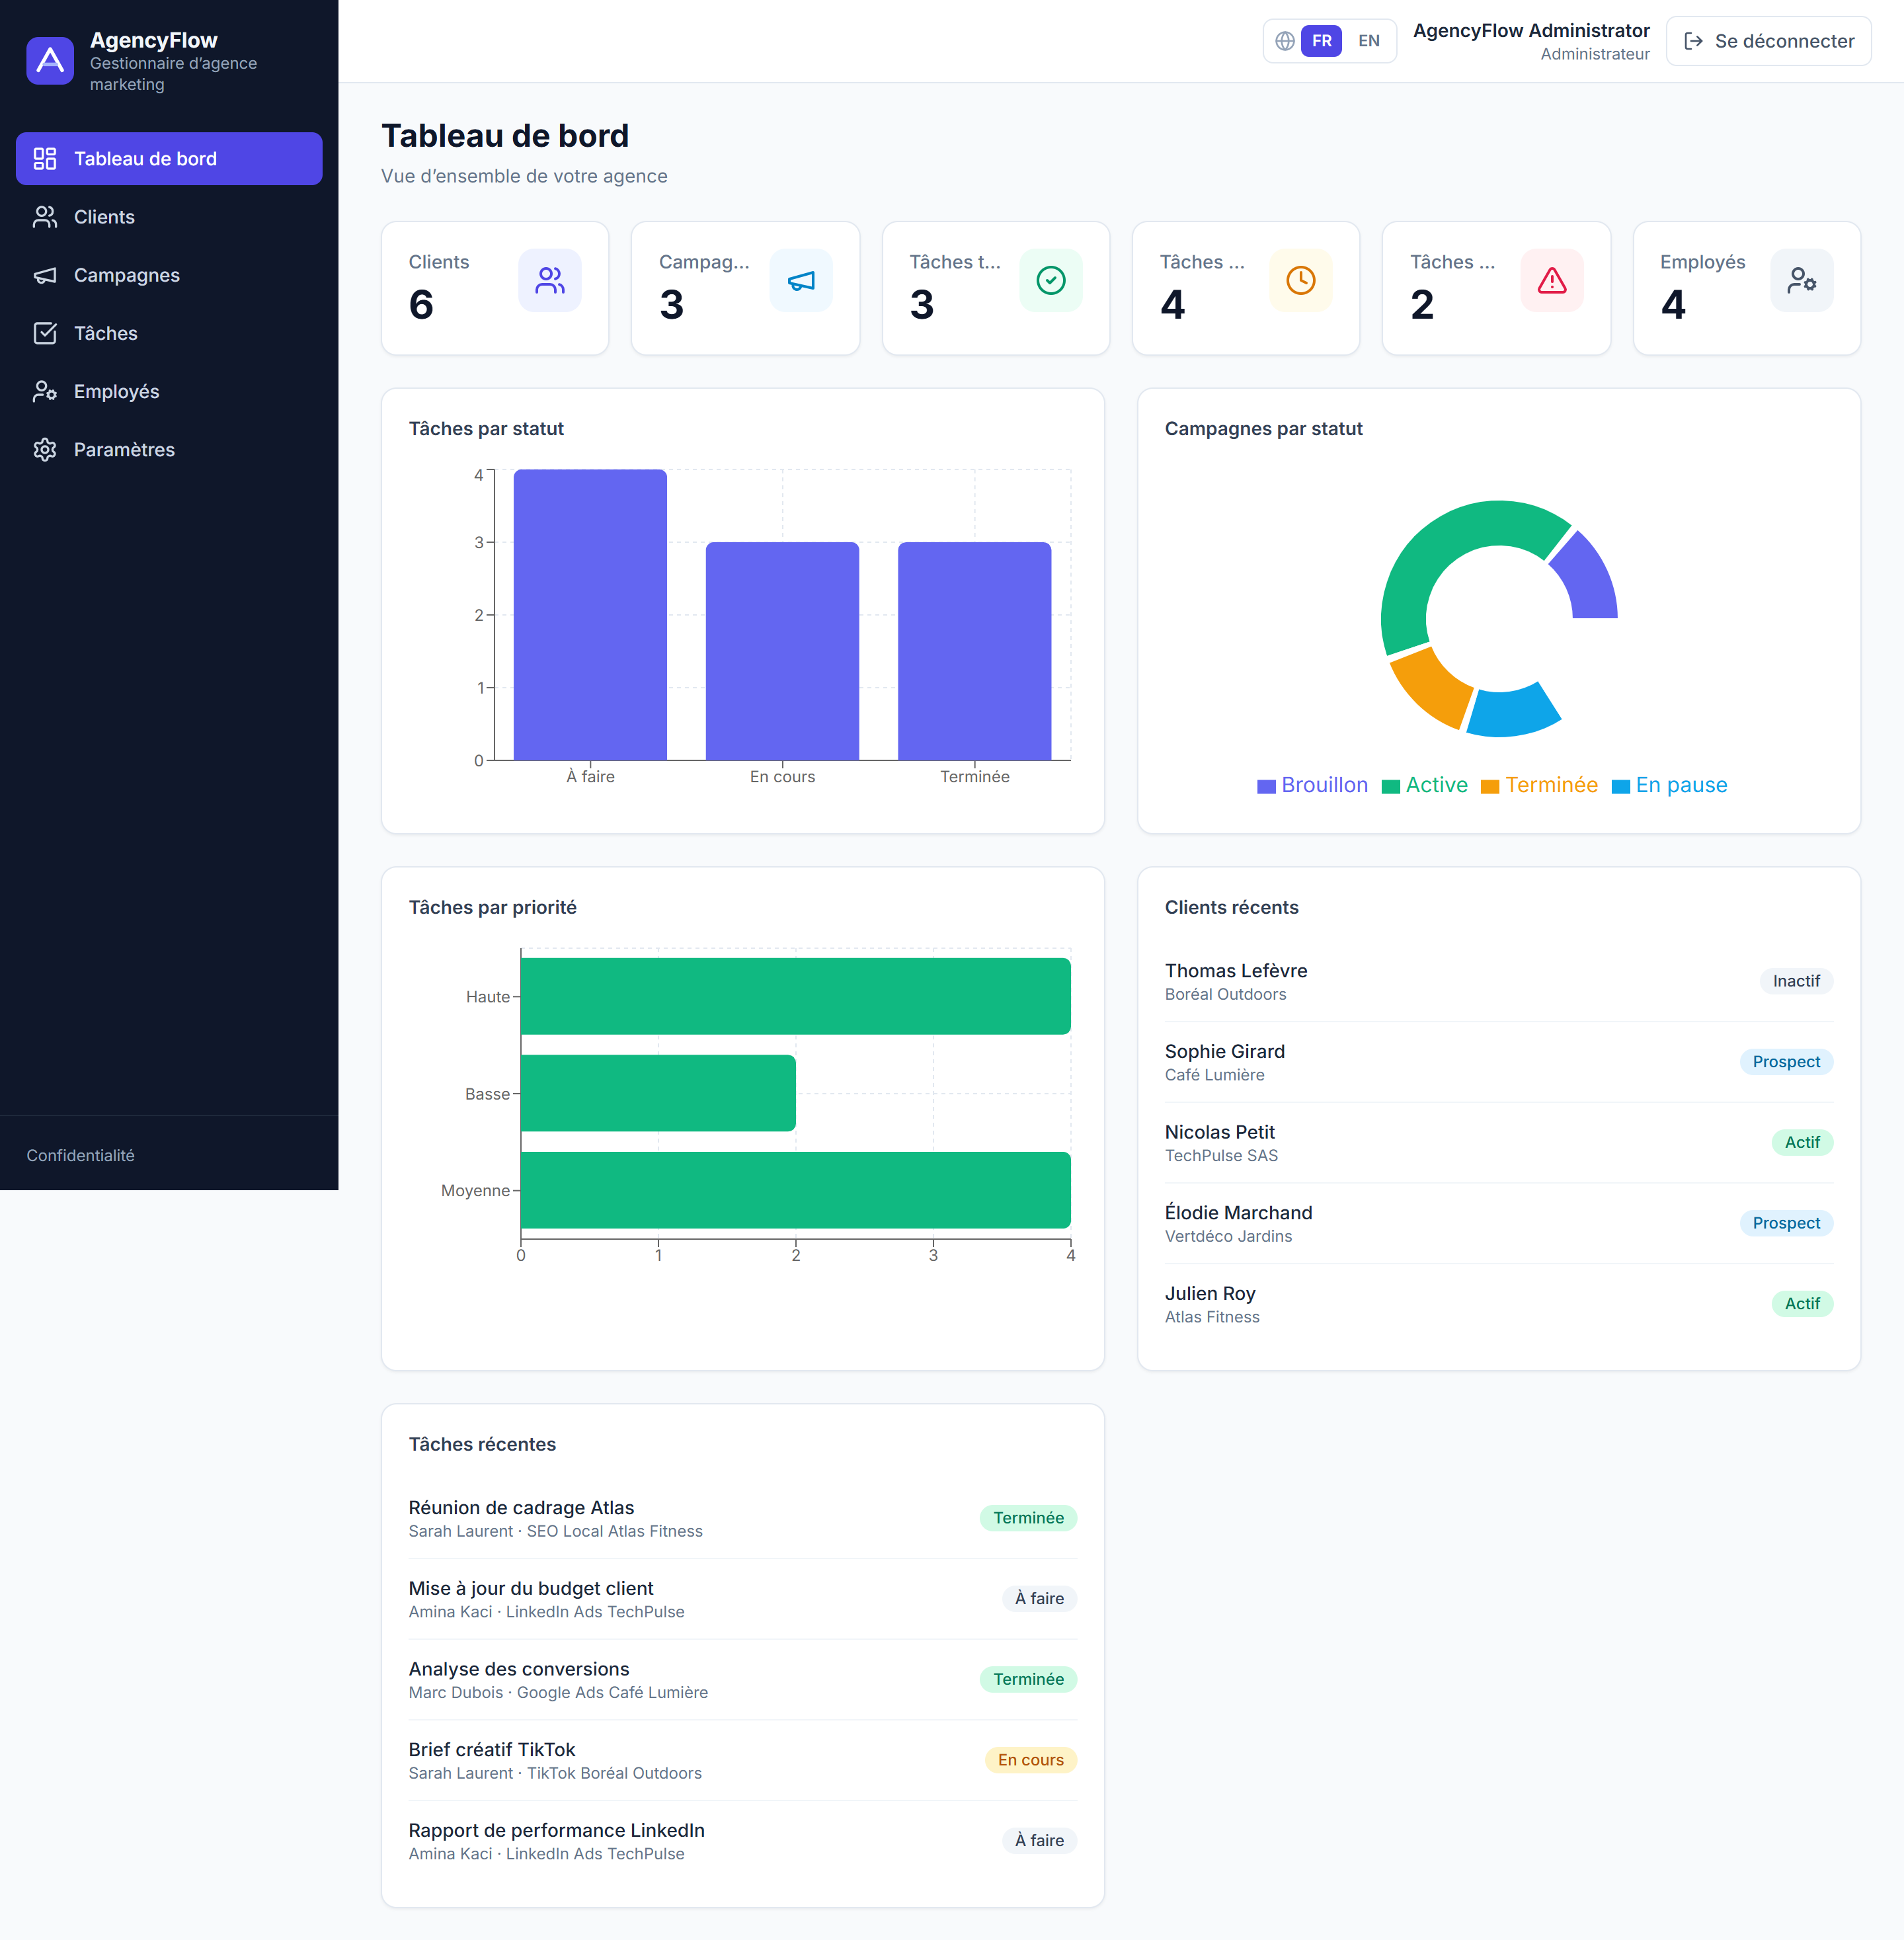 AgencyFlow
Gestionnaire d’agence
marketing
Tableau de bord
Clients
Campagnes
Tâches
Employés
Paramètres
Confidentialité
FR
EN
AgencyFlow Administrator
Administrateur
Se déconnecter
Tableau de bord
Vue d’ensemble de votre agence
Clients
6
Campag...
3
Tâches t...
3
Tâches ...
4
Tâches ...
2
Employés
4
Tâches par statut
4
3
2
1
0
À faire
En cours
Terminée
Campagnes par statut
Brouillon
Active
Terminée
En pause
Tâches par priorité
Haute
Basse
Moyenne
0
1
2
3
4
Clients récents
Thomas Lefèvre
Boréal Outdoors
Inactif
Sophie Girard
Café Lumière
Prospect
Nicolas Petit
TechPulse SAS
Actif
Élodie Marchand
Vertdéco Jardins
Prospect
Julien Roy
Atlas Fitness
Actif
Tâches récentes
Réunion de cadrage Atlas
Sarah Laurent · SEO Local Atlas Fitness
Terminée
Mise à jour du budget client
Amina Kaci · LinkedIn Ads TechPulse
À faire
Analyse des conversions
Marc Dubois · Google Ads Café Lumière
Terminée
Brief créatif TikTok
Sarah Laurent · TikTok Boréal Outdoors
En cours
Rapport de performance LinkedIn
Amina Kaci · LinkedIn Ads TechPulse
À faire